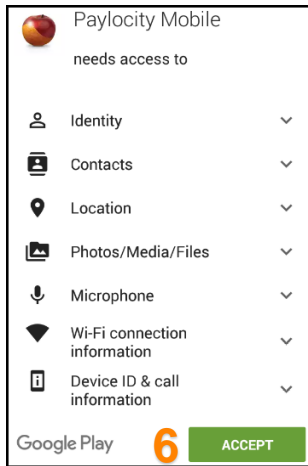 Paylocity Mobile
needs access to
Identity
Contacts
Location
Photos/Media/Files
Microphone
Wi-Fi connection
information
Device ID & call
information
Google Play 6 ACCEPT